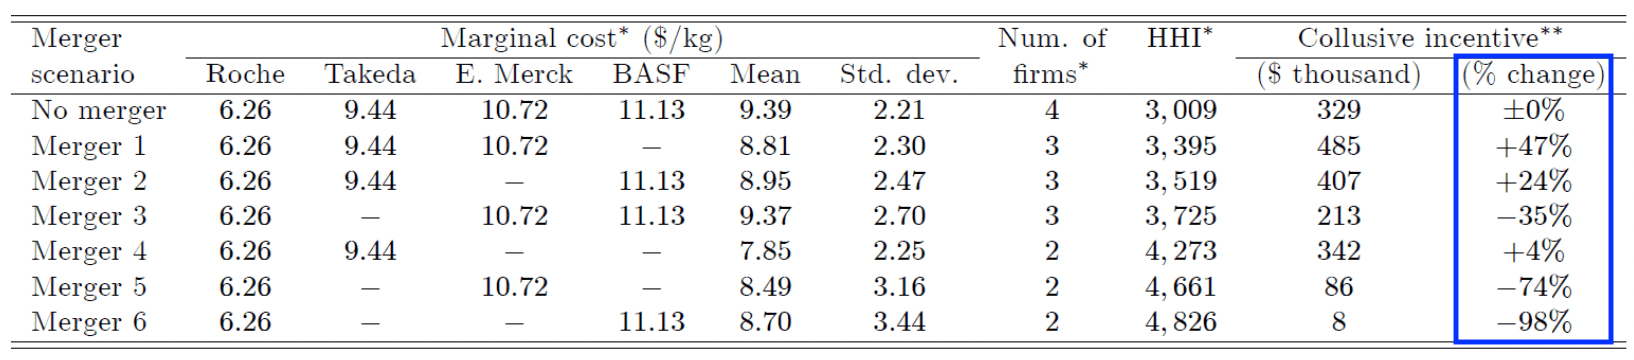 Merger Marginal cost* ($/kg) Num. of HHI* Collusive incentive**
scenario Roche Takeda E. Merck BASF Mean Std. dev. firms* ($ thousand) (% change)
No merger 6.26 9.44 10.72 11.13 9.39 2.21 4 3,009 329 ±0%
Merger 1 6.26 9.44 10.72 − 8.81 2.30 3 3,395 485 +47%
Merger 2 6.26 9.44 − 11.13 8.95 2.47 3 3,519 407 +24%
Merger 3 6.26 − 10.72 11.13 9.37 2.70 3 3,725 213 −35%
Merger 4 6.26 9.44 − − 7.85 2.25 2 4,273 342 +4%
Merger 5 6.26 − 10.72 − 8.49 3.16 2 4,661 86 −74%
Merger 6 6.26 − − 11.13 8.70 3.44 2 4,826 8 −98%